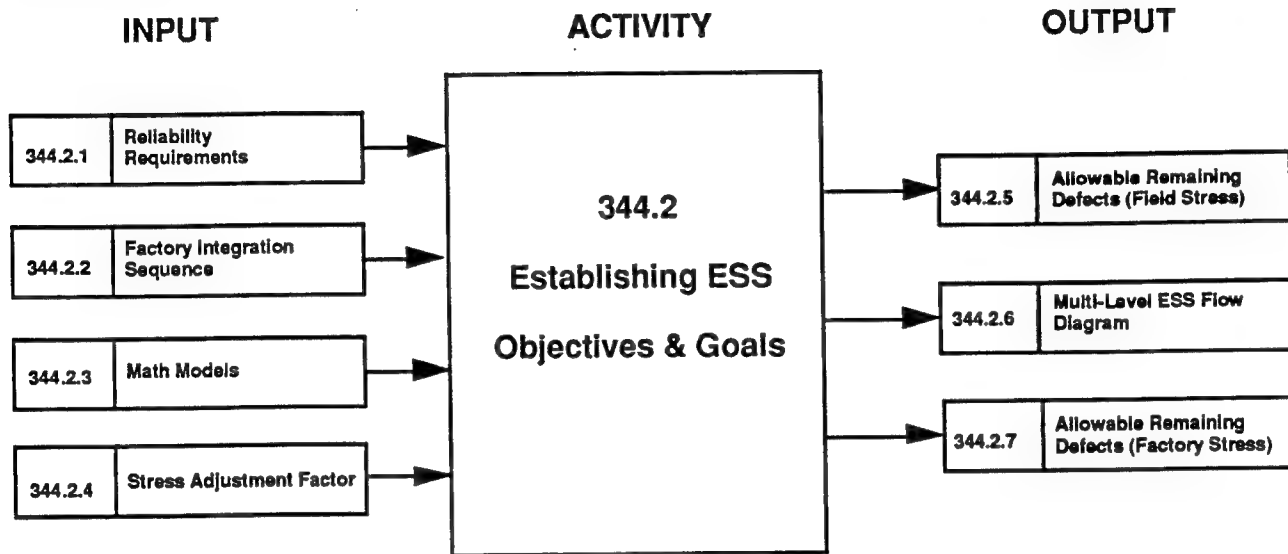 INPUT
ACTIVITY
OUTPUT
344.2.1
Reliability
Requirements
344.2.2
Factory Integration
Sequence
344.2.3
Math Models
344.2.4
Stress Adjustment Factor
344.2
Establishing ESS
Objectives & Goals
344.2.5
Allowable Remaining
Defects (Field Stress)
344.2.6
Multi-Level ESS Flow
Diagram
344.2.7
Allowable Remaining
Defects (Factory Stress)